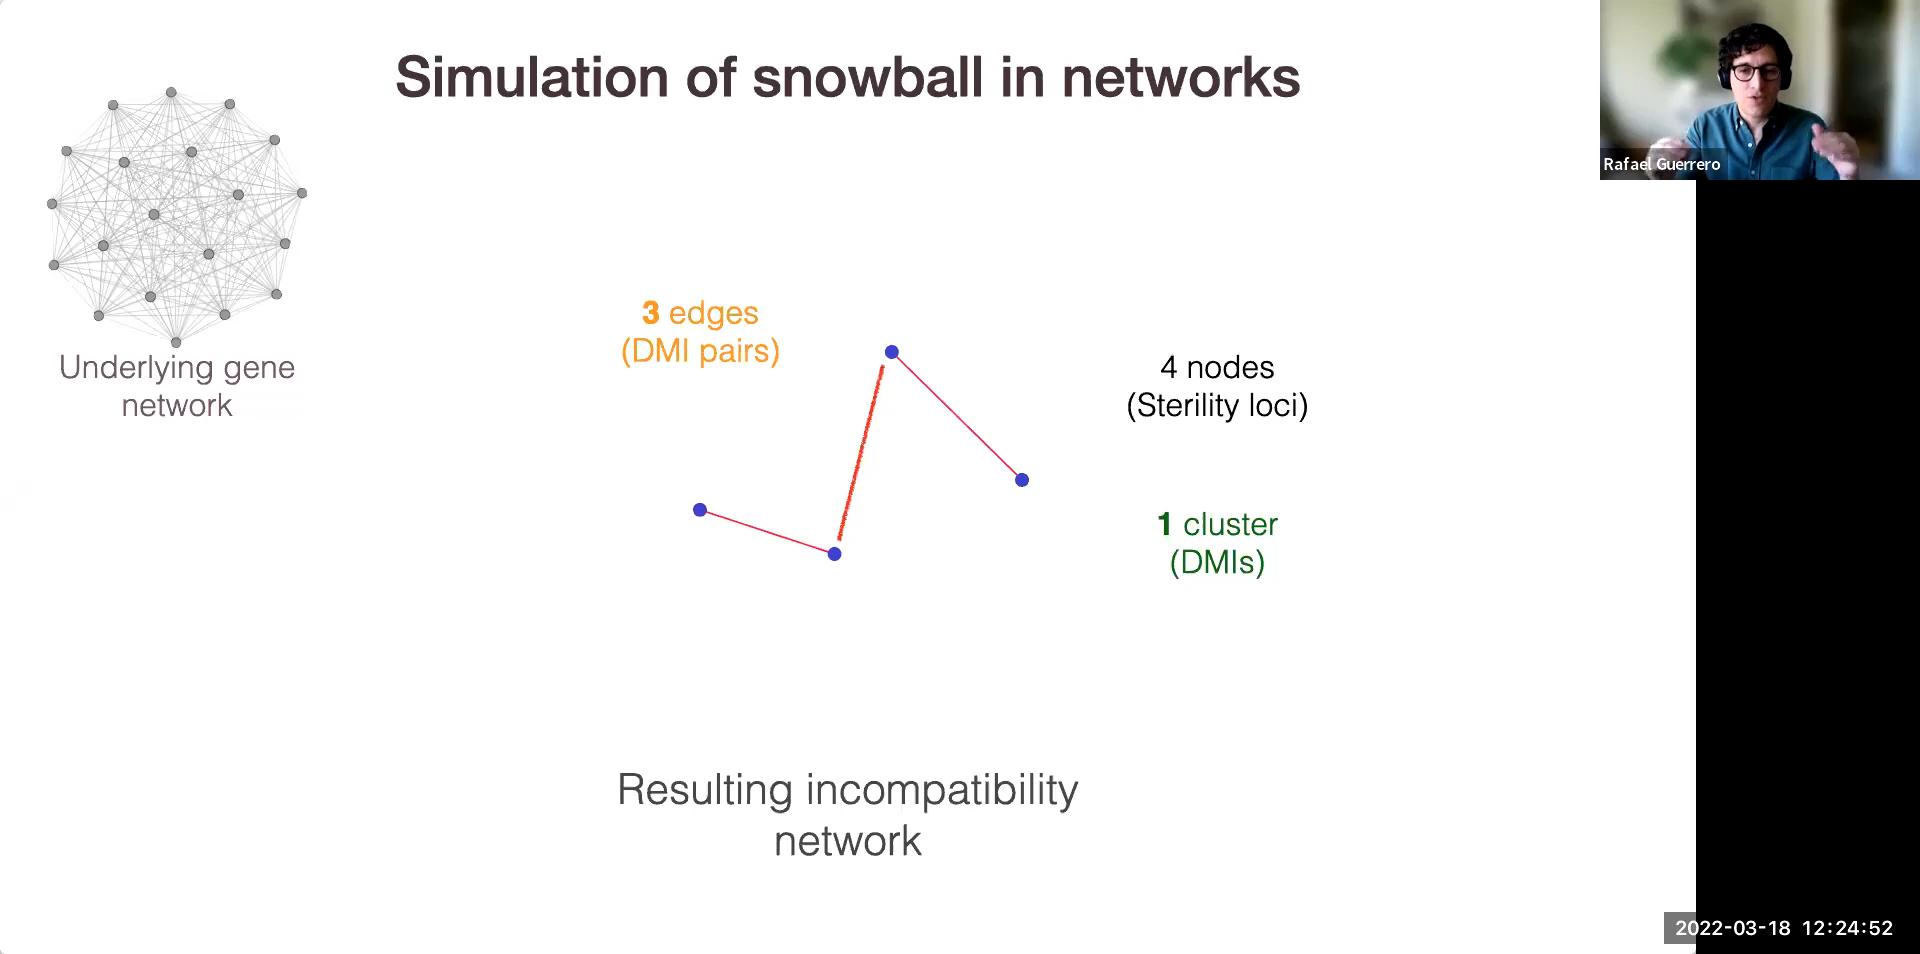 Simulation of snowball in networks
Rafael Guerrero
Underlying gene
network
3 edges
(DMI pairs)
4 nodes
(Sterility loci)
1 cluster
(DMIs)
Resulting incompatibility
network
2022-03-18 12:24:52